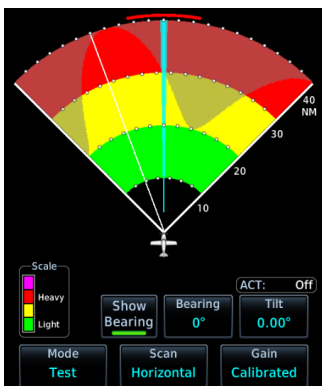 40
NM
30
20
10
Scale
Heavy
Light
ACT: Off
Show
Bearing
Bearing
0°
Tilt
0.00°
Mode
Test
Scan
Horizontal
Gain
Calibrated